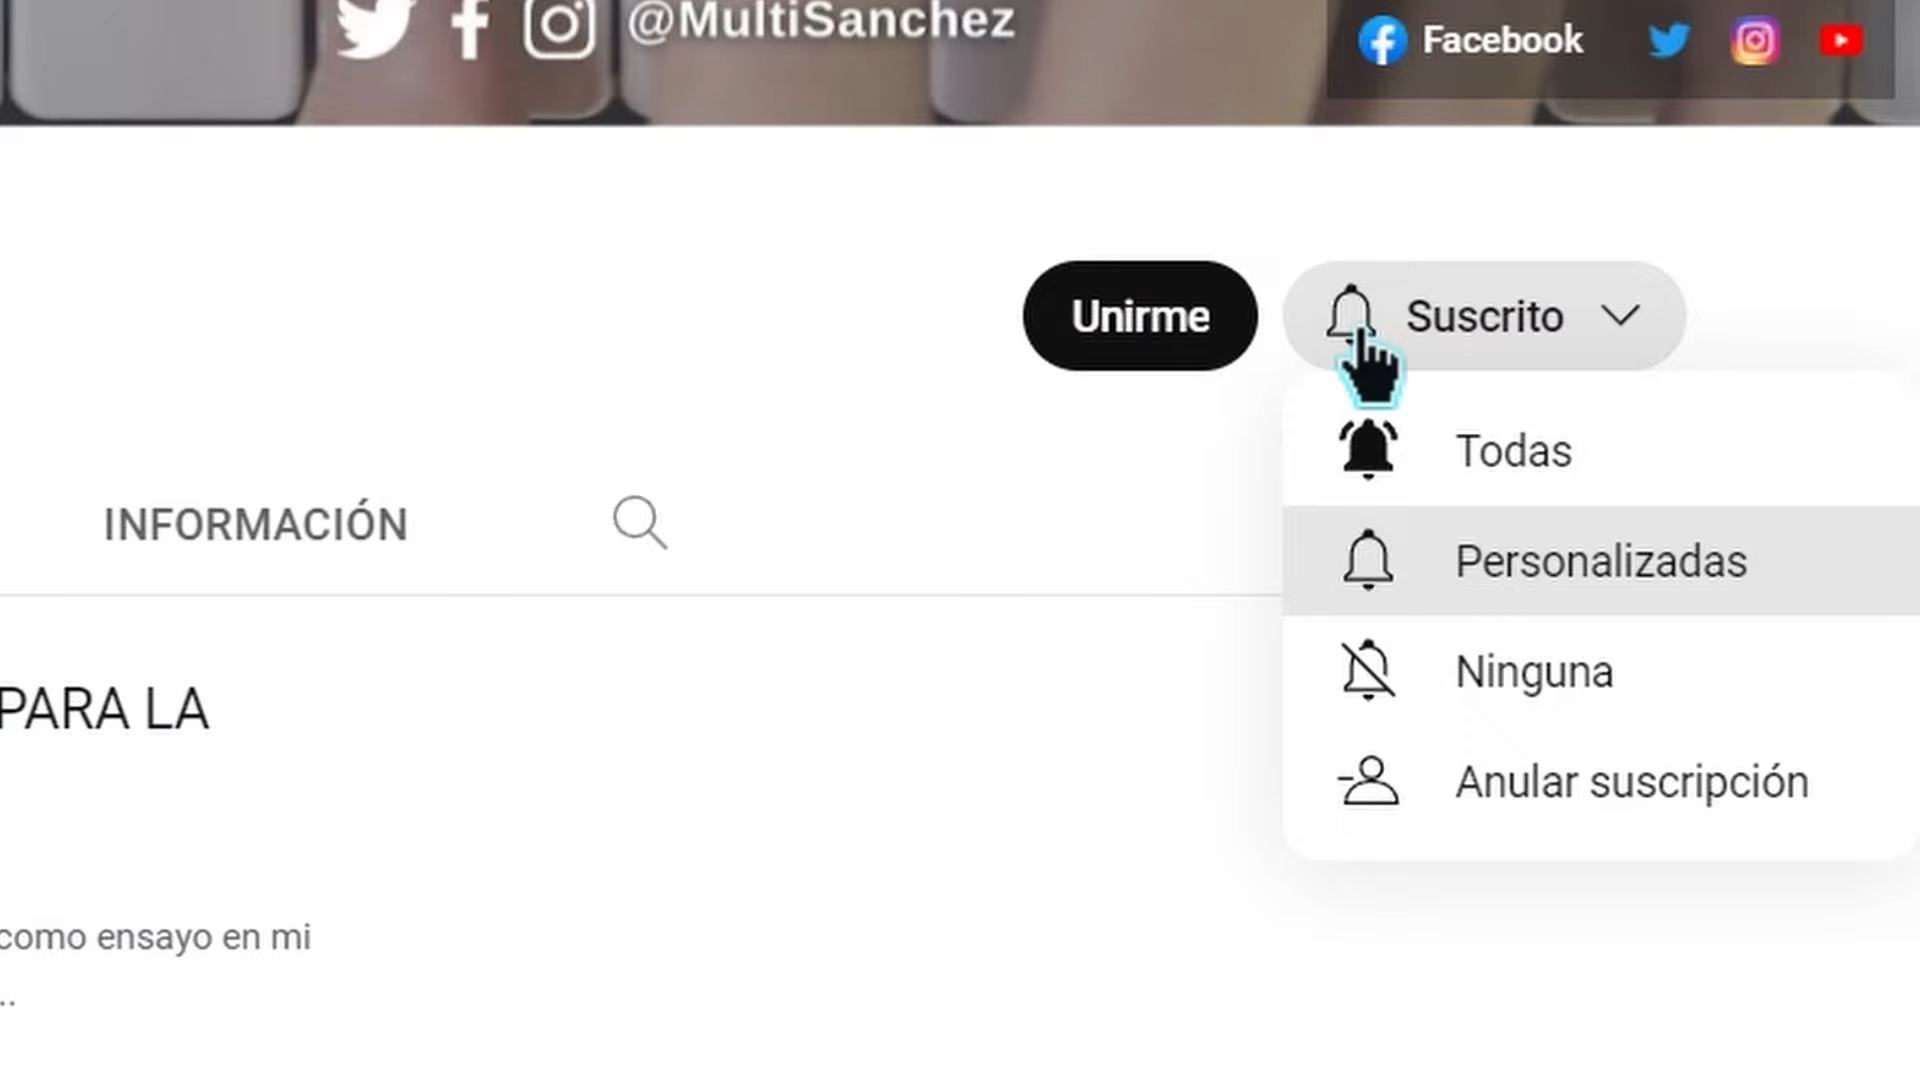 @MultiSanchez
Facebook
Unirme
Suscrito
Todas
INFORMACIÓN
Personalizadas
Ninguna
PARA LA
Anular suscripción
como ensayo en mi
..